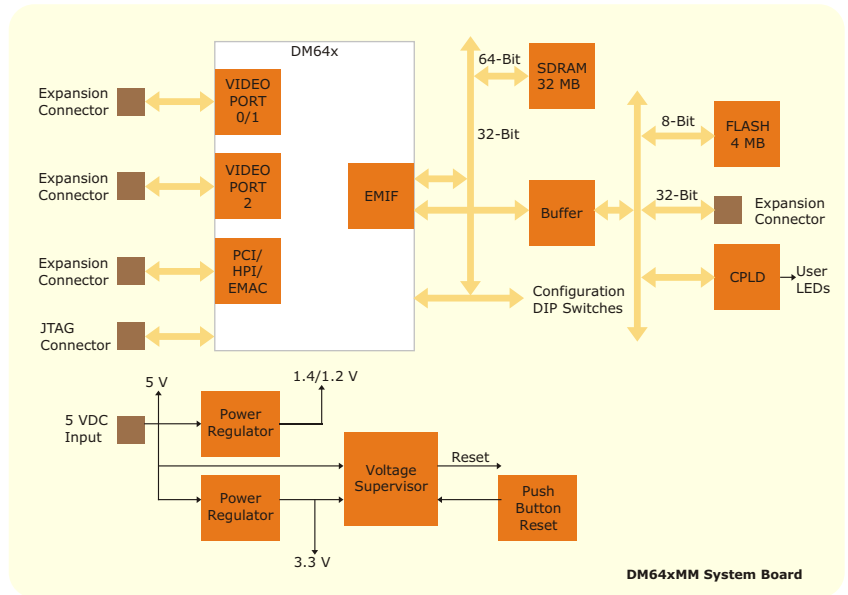 DM64x
Expansion
Connector
VIDEO
PORT
0/1
Expansion
Connector
VIDEO
PORT
2
Expansion
Connector
PCI/
HPI/
EMAC
JTAG
Connector
EMIF
64-Bit
SDRAM
32 MB
32-Bit
Buffer
Configuration
DIP Switches
8-Bit
FLASH
4 MB
32-Bit
Expansion
Connector
CPLD
User
LEDs
5 V
1.4/1.2 V
5 VDC
Input
Power
Regulator
Voltage
Supervisor
Reset
Power
Regulator
Push
Button
Reset
3.3 V
DM64xMM System Board